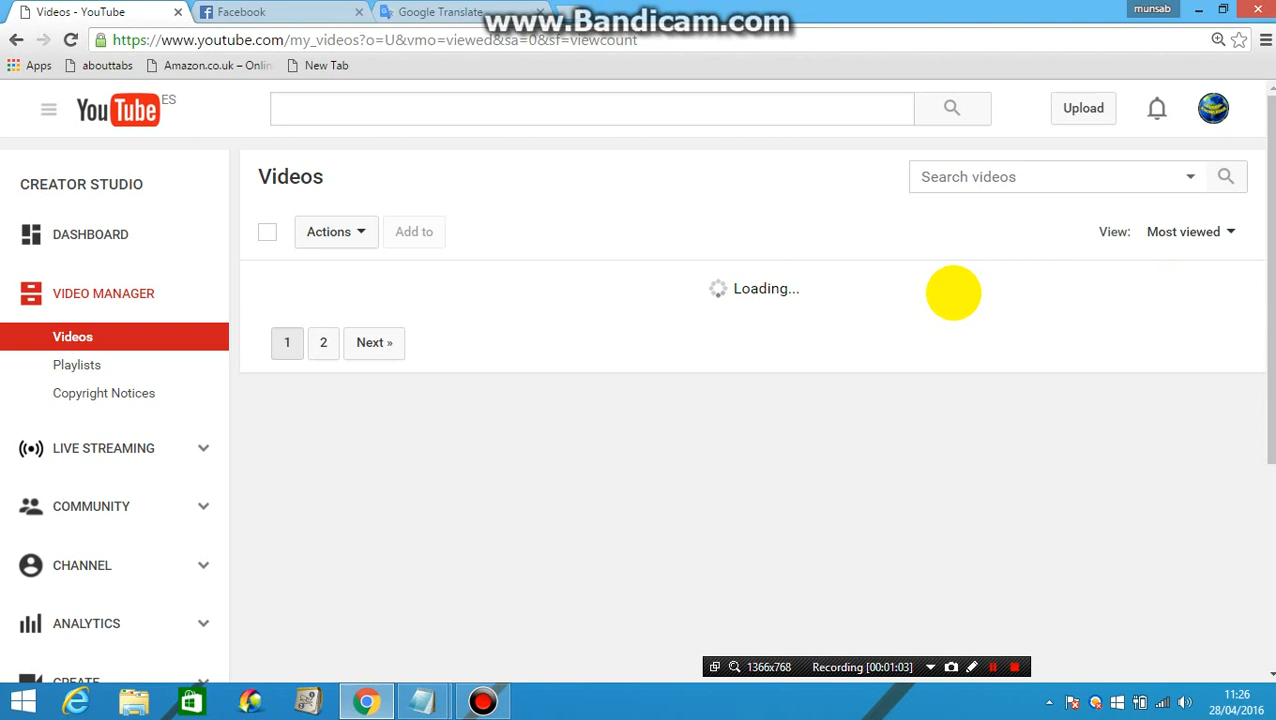 www.Bandicam.com
Videos - YouTube
Facebook
Google Translate
munsab
https://www.youtube.com/my_videos?o=U&vmo=viewed&sa=0&sf=viewcount
Apps
abouttabs
Amazon.co.uk – Onlin
New Tab
YouTube ES
Upload
CREATOR STUDIO
Videos
Search videos
DASHBOARD
Actions
Add to
View: Most viewed
VIDEO MANAGER
Loading...
Videos
1 2 Next »
Playlists
Copyright Notices
LIVE STREAMING
COMMUNITY
CHANNEL
ANALYTICS
CREATE
1366x768 Recording [00:01:03]
11:26
28/04/2016